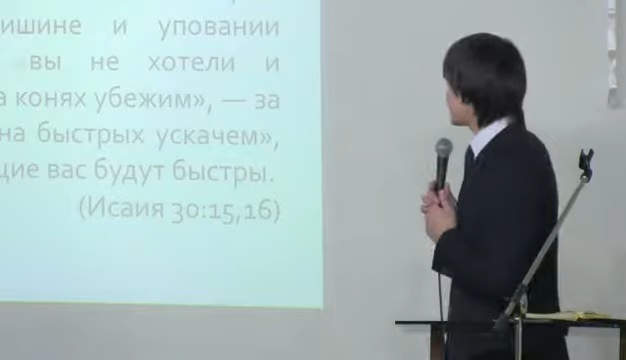 ишине и уповании
вы не хотели и
а конях убежим», — за
на быстрых ускачем»,
щие вас будут быстры.
(Исаия 30:15,16)